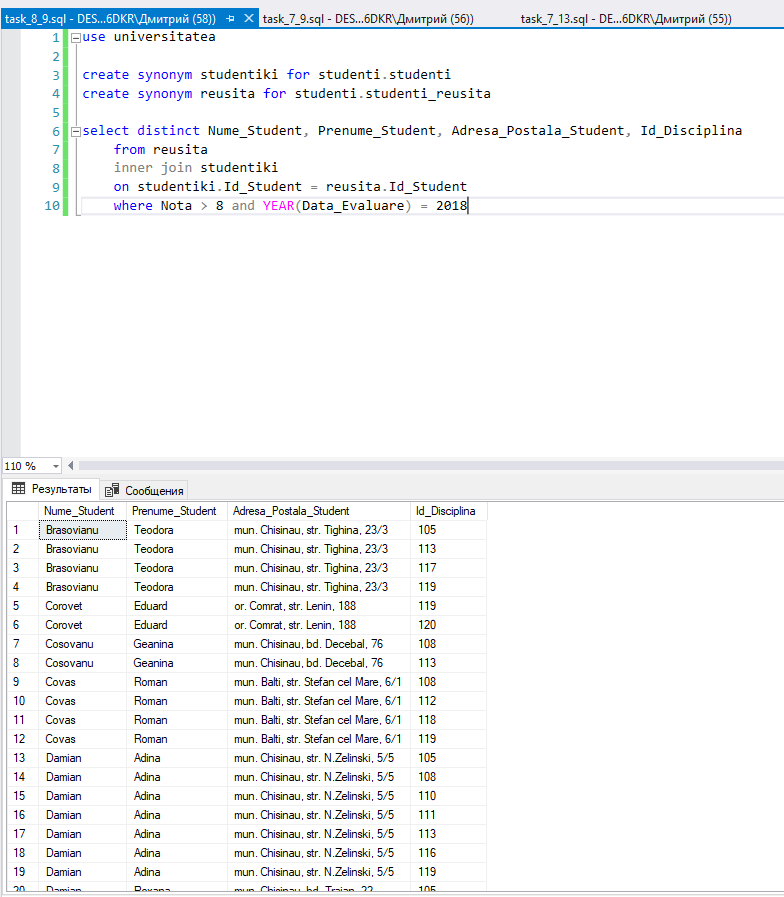 task_8_9.sql - DES...6DKR\Дмитрий (58)) task_7_9.sql - DES...6DKR\Дмитрий (56)) task_7_13.sql - DES...6DKR\Дмитрий (55))
1 use universitatea
2
3 create synonym studentiki for studenti.studenti
4 create synonym reusita for studenti.studenti_reusita
5
6 select distinct Nume_Student, Prenume_Student, Adresa_Postala_Student, Id_Disciplina
7 from reusita
8 inner join studentiki
9 on studentiki.Id_Student = reusita.Id_Student
10 where Nota > 8 and YEAR(Data_Evaluare) = 2018
110 %
Результаты Сообщения
Nume_Student Prenume_Student Adresa_Postala_Student Id_Disciplina
1 Brasovianu Teodora mun. Chisinau, str. Tighina, 23/3 105
2 Brasovianu Teodora mun. Chisinau, str. Tighina, 23/3 113
3 Brasovianu Teodora mun. Chisinau, str. Tighina, 23/3 117
4 Brasovianu Teodora mun. Chisinau, str. Tighina, 23/3 119
5 Corovet Eduard or. Comrat, str. Lenin, 188 119
6 Corovet Eduard or. Comrat, str. Lenin, 188 120
7 Cosovanu Geanina mun. Chisinau, bd. Decebal, 76 108
8 Cosovanu Geanina mun. Chisinau, bd. Decebal, 76 113
9 Covas Roman mun. Balti, str. Stefan cel Mare, 6/1 108
10 Covas Roman mun. Balti, str. Stefan cel Mare, 6/1 112
11 Covas Roman mun. Balti, str. Stefan cel Mare, 6/1 118
12 Covas Roman mun. Balti, str. Stefan cel Mare, 6/1 119
13 Damian Adina mun. Chisinau, str. N.Zelinski, 5/5 105
14 Damian Adina mun. Chisinau, str. N.Zelinski, 5/5 108
15 Damian Adina mun. Chisinau, str. N.Zelinski, 5/5 110
16 Damian Adina mun. Chisinau, str. N.Zelinski, 5/5 111
17 Damian Adina mun. Chisinau, str. N.Zelinski, 5/5 113
18 Damian Adina mun. Chisinau, str. N.Zelinski, 5/5 116
19 Damian Adina mun. Chisinau, str. N.Zelinski, 5/5 119
20 Damian Roxana mun. Chisinau, bd. Traian, 22 105